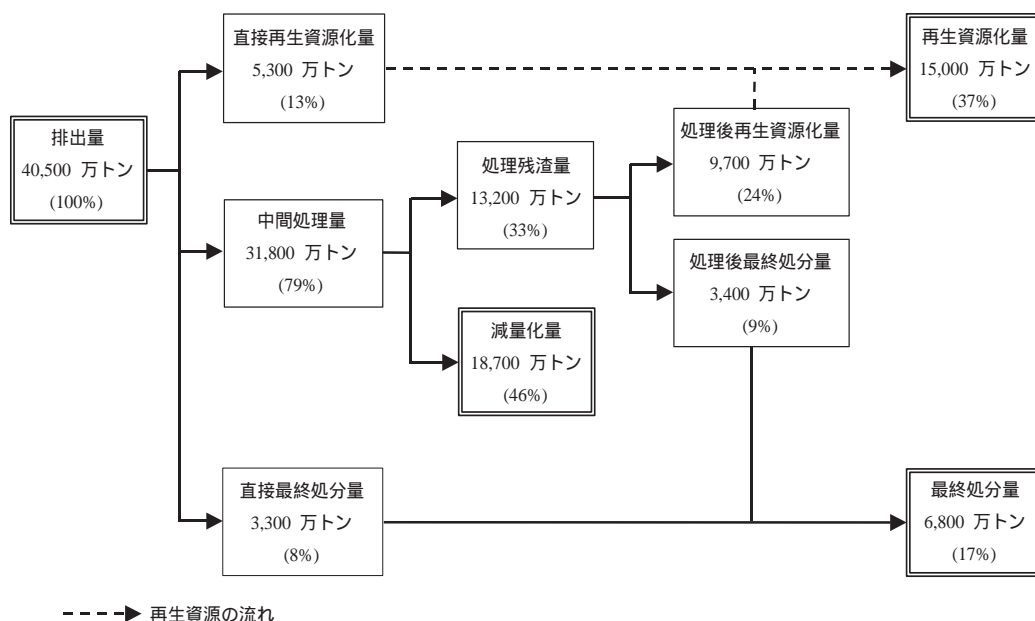 直接再生資源化量
5,300 万トン
(13%)
再生資源化量
15,000 万トン
(37%)
排出量
40,500 万トン
(100%)
処理残渣量
13,200 万トン
(33%)
処理後再生資源化量
9,700 万トン
(24%)
中間処理量
31,800 万トン
(79%)
処理後最終処分量
3,400 万トン
(9%)
減量化量
18,700 万トン
(46%)
直接最終処分量
3,300 万トン
(8%)
最終処分量
6,800 万トン
(17%)
再生資源の流れ